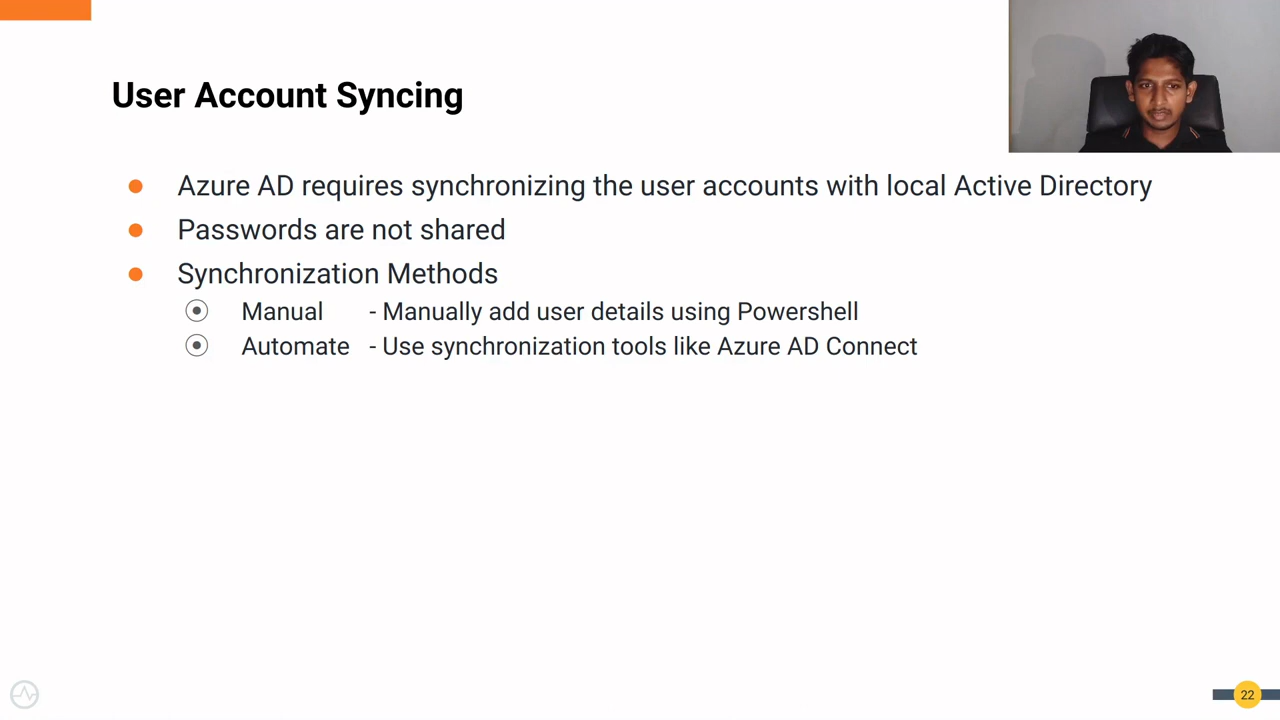 User Account Syncing
Azure AD requires synchronizing the user accounts with local Active Directory
Passwords are not shared
Synchronization Methods
Manual - Manually add user details using Powershell
Automate - Use synchronization tools like Azure AD Connect
22